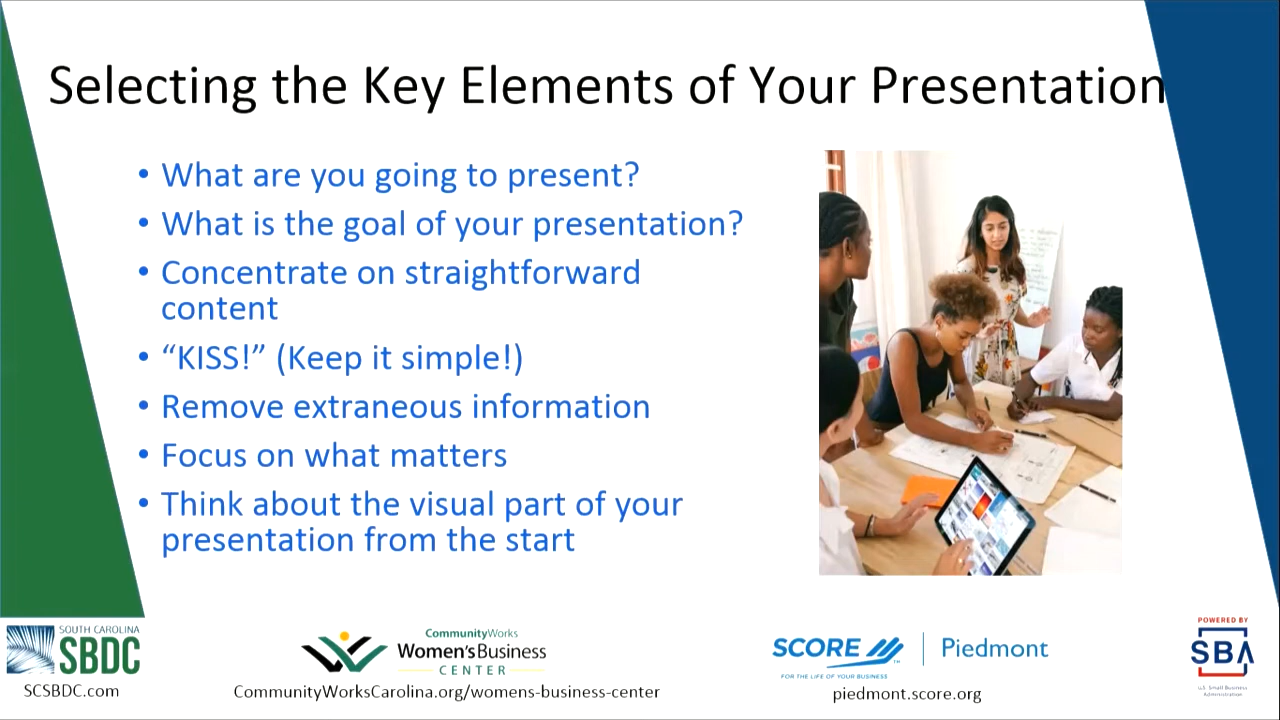 Selecting the Key Elements of Your Presentation
• What are you going to present?
• What is the goal of your presentation?
• Concentrate on straightforward
content
• “KISS!” (Keep it simple!)
• Remove extraneous information
• Focus on what matters
• Think about the visual part of your
presentation from the start
SOUTH CAROLINA
SBDC
SCSBDC.com
CommunityWorks
Women'sBusiness
CENTER
CommunityWorksCarolina.org/womens-business-center
SCORE
FOR THE LIFE OF YOUR BUSINESS
Piedmont
piedmont.score.org
POWERED BY
SBA
U.S. Small Business
Administration